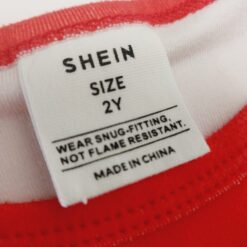 SHEIN
SIZE
2Y
WEAR SNUG-FITTING,
NOT FLAME RESISTANT.
MADE IN CHINA